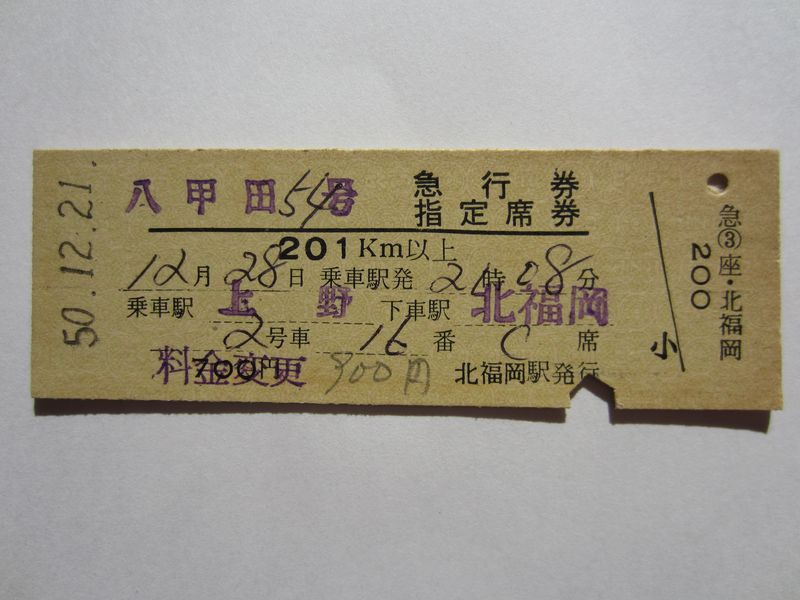 50.12.21.
八甲田54号 急行券
指定席券
201Km以上
12月28日 乗車駅発 21時08分
乗車駅 上野 下車駅 北福岡
2号車 16番 C席
料金変更 700円 900円 北福岡駅発行
小
急③座・北福岡
200